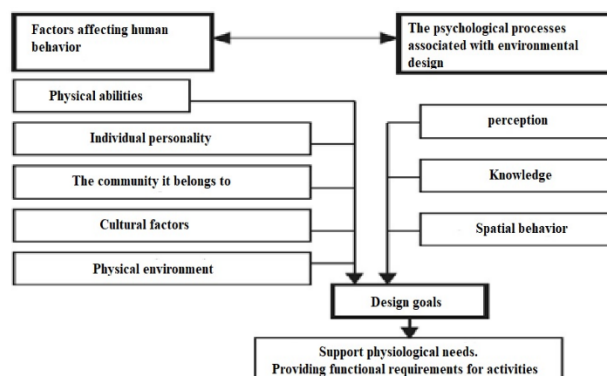 Factors affecting human
behavior
The psychological processes
associated with environmental
design
Physical abilities
Individual personality
The community it belongs to
Cultural factors
Physical environment
perception
Knowledge
Spatial behavior
Design goals
Support physiological needs.
Providing functional requirements for activities